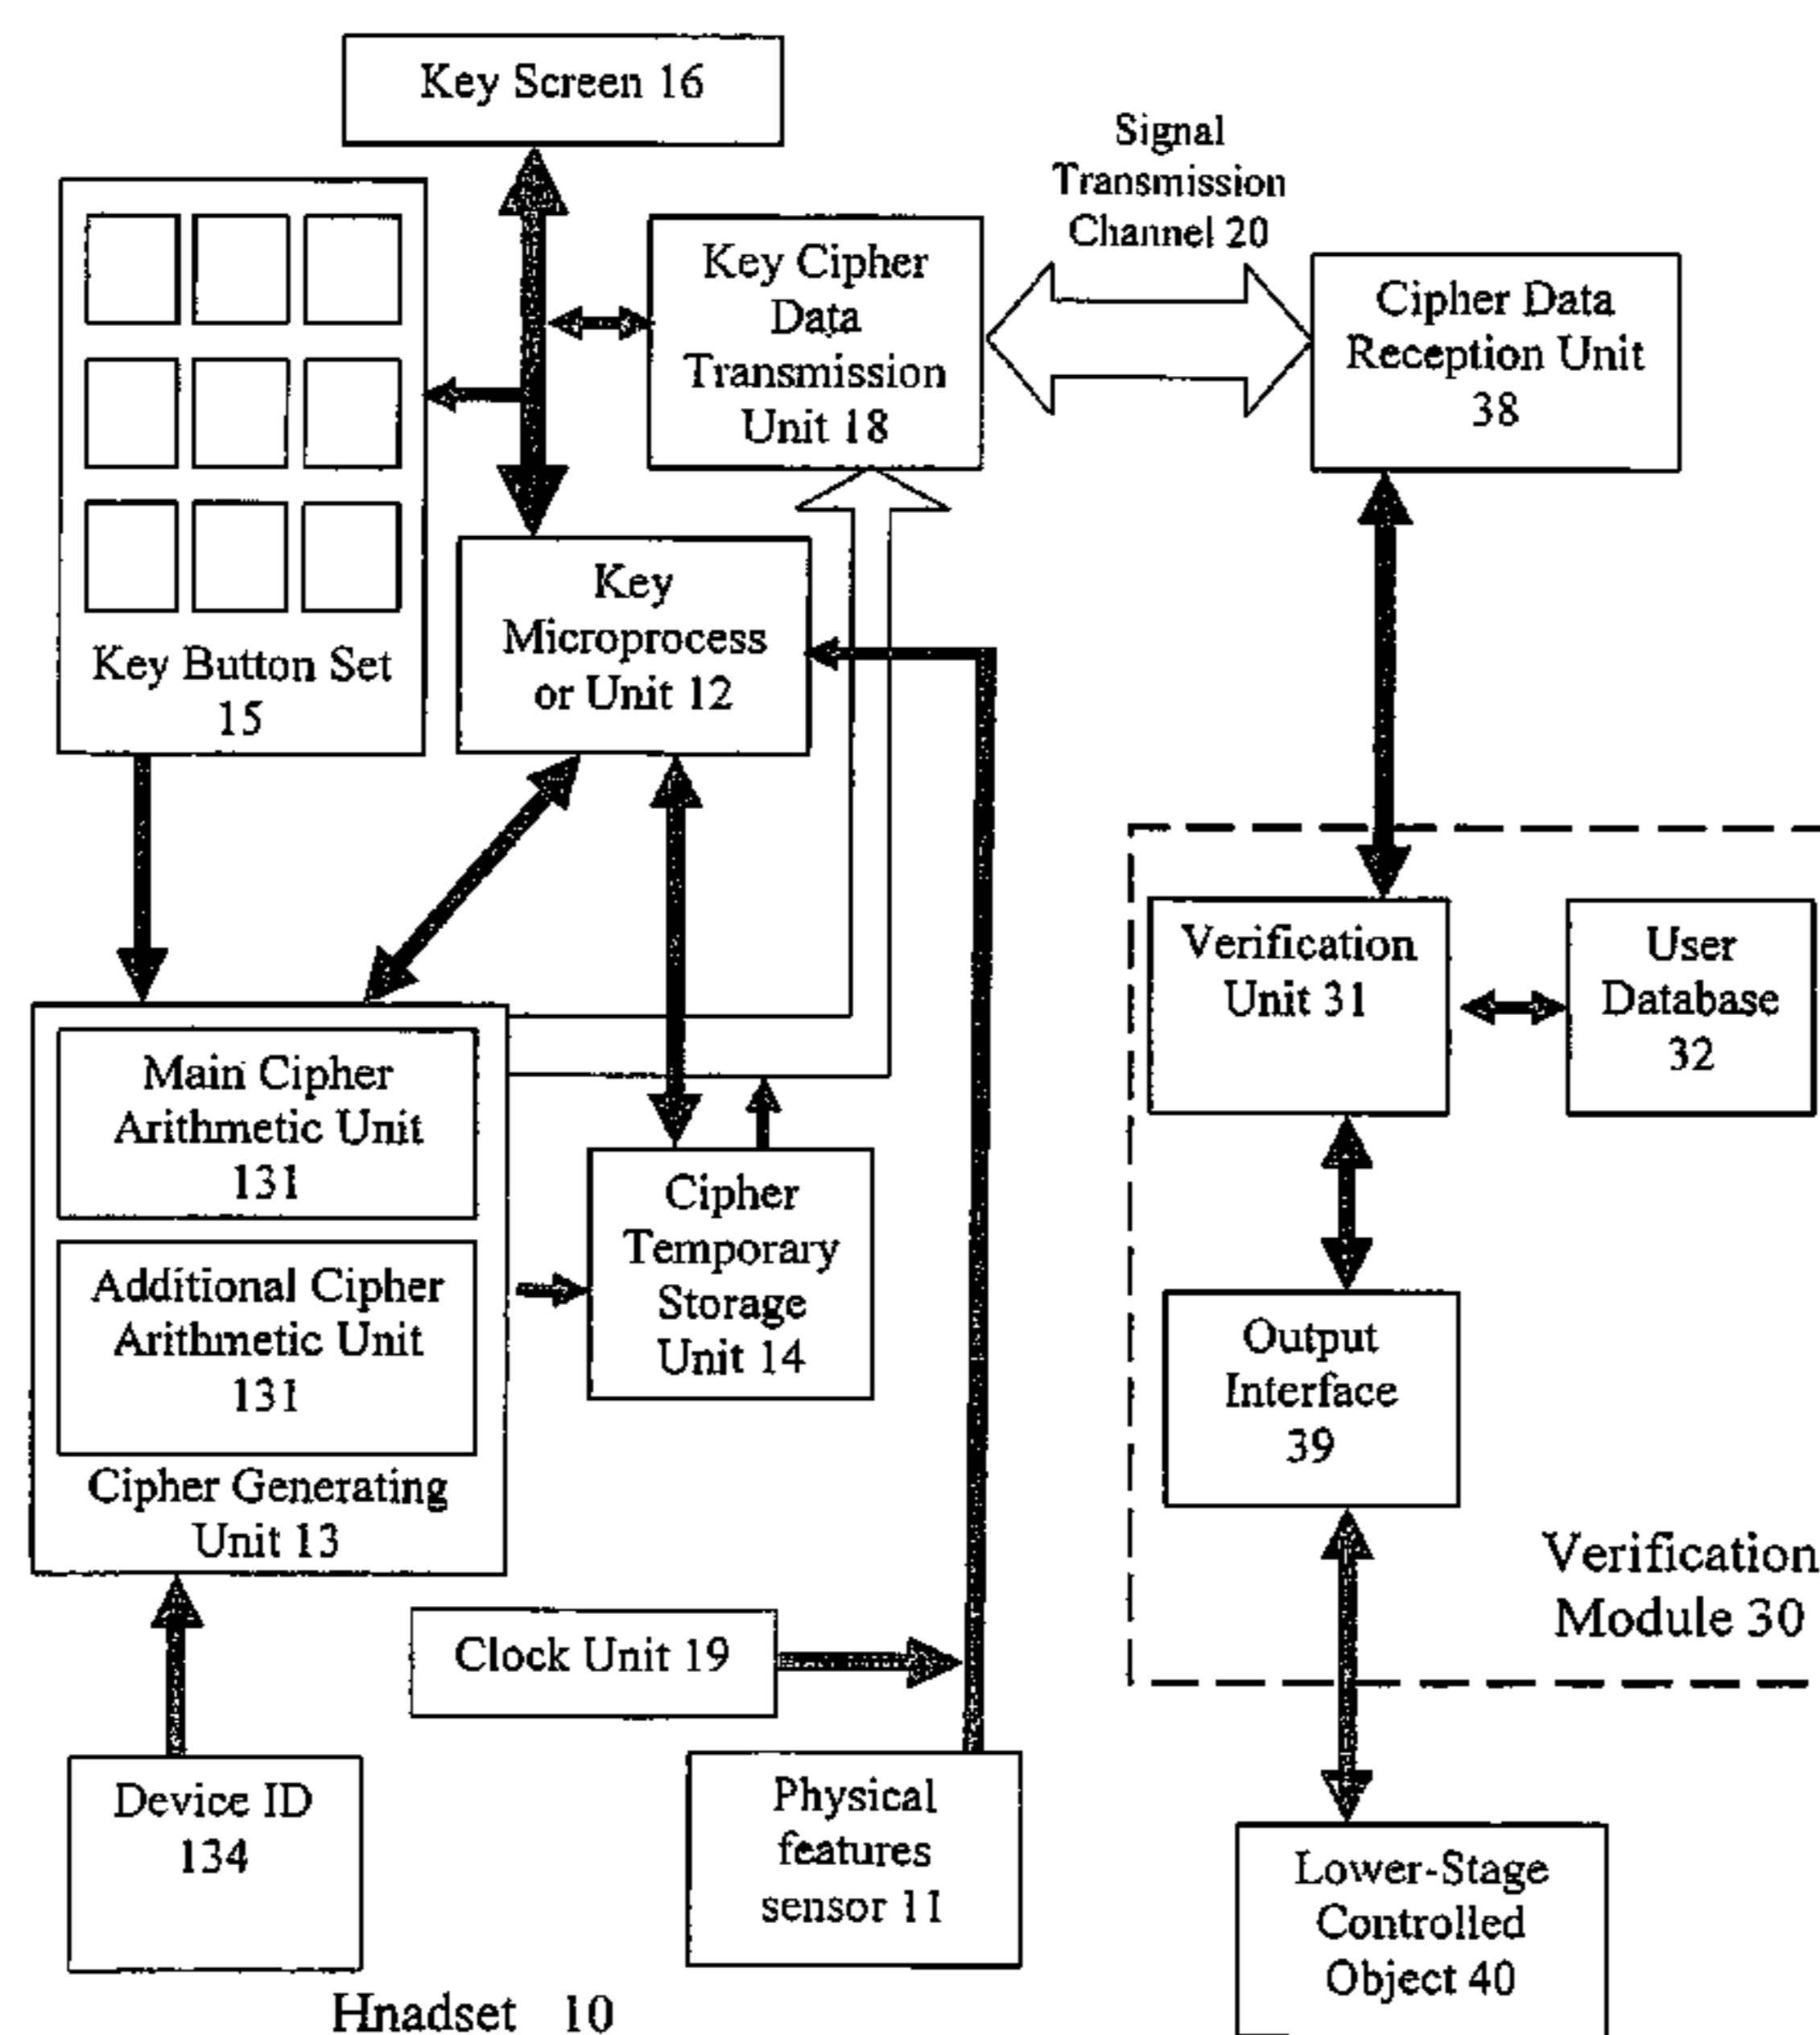 Key Screen 16
Signal
Transmission
Channel 20
Key Cipher
Data
Transmission
Unit 18
Cipher Data
Reception Unit
38
Key Button Set
15
Key
Microprocess
or Unit 12
Main Cipher
Arithmetic Unit
131
Additional Cipher
Arithmetic Unit
131
Cipher Generating
Unit 13
Cipher
Temporary
Storage
Unit 14
Verification
Unit 31
User
Database
32
Output
Interface
39
Verification
Module 30
Clock Unit 19
Device ID
134
Physical
features
sensor 11
Lower-Stage
Controlled
Object 40
Hnadset 10